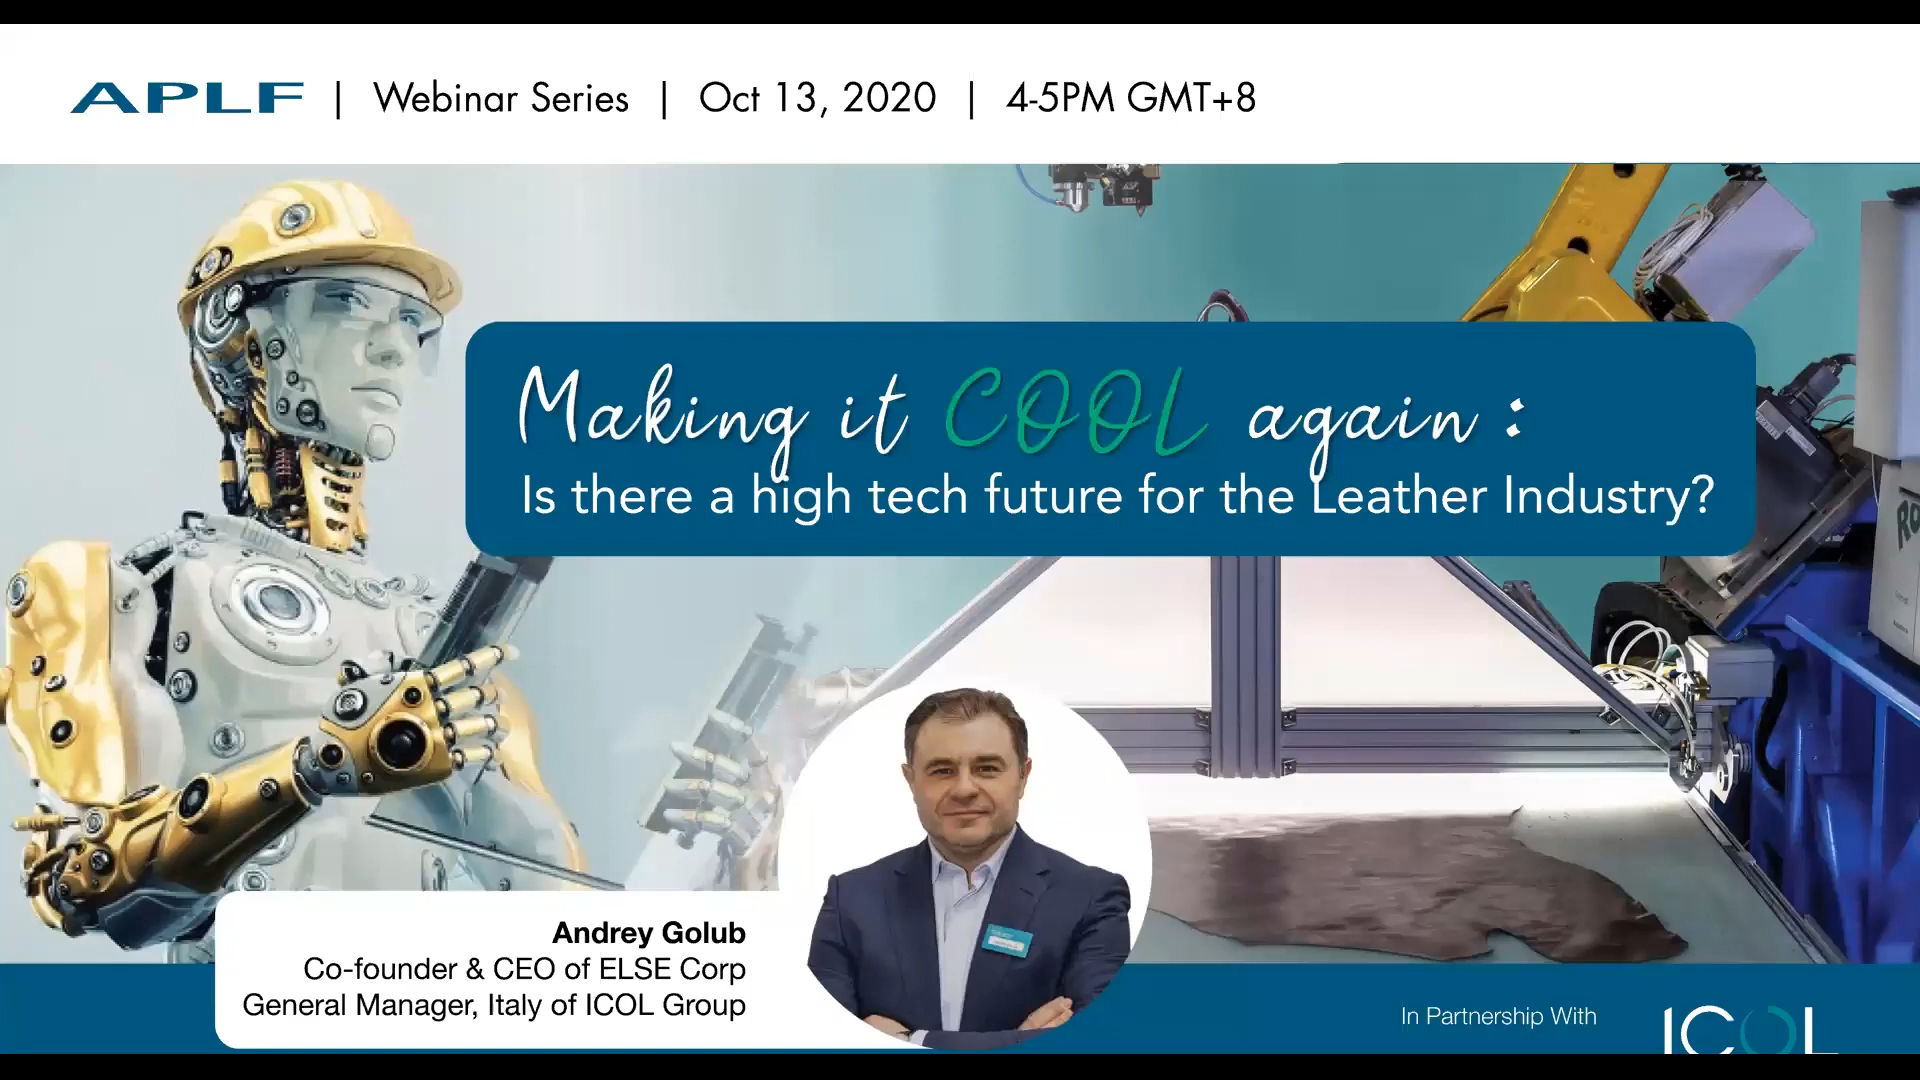 APLF | Webinar Series | Oct 13, 2020 | 4-5PM GMT+8
Making it COOL again :
Is there a high tech future for the Leather Industry?
Andrey Golub
Co-founder & CEO of ELSE Corp
General Manager, Italy of ICOL Group
In Partnership With
ICOL